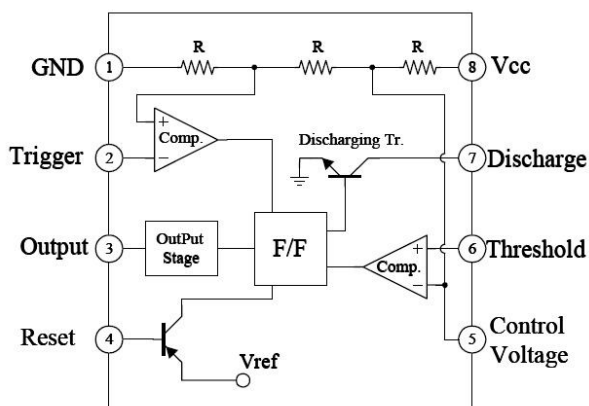 R R R
GND 1 8 Vcc
+
Comp.
Trigger 2 −
Discharging Tr.
7 Discharge
Output 3 OutPut
Stage
F/F
Comp. + 6 Threshold
−
Reset 4
5 Control
Voltage
Vref